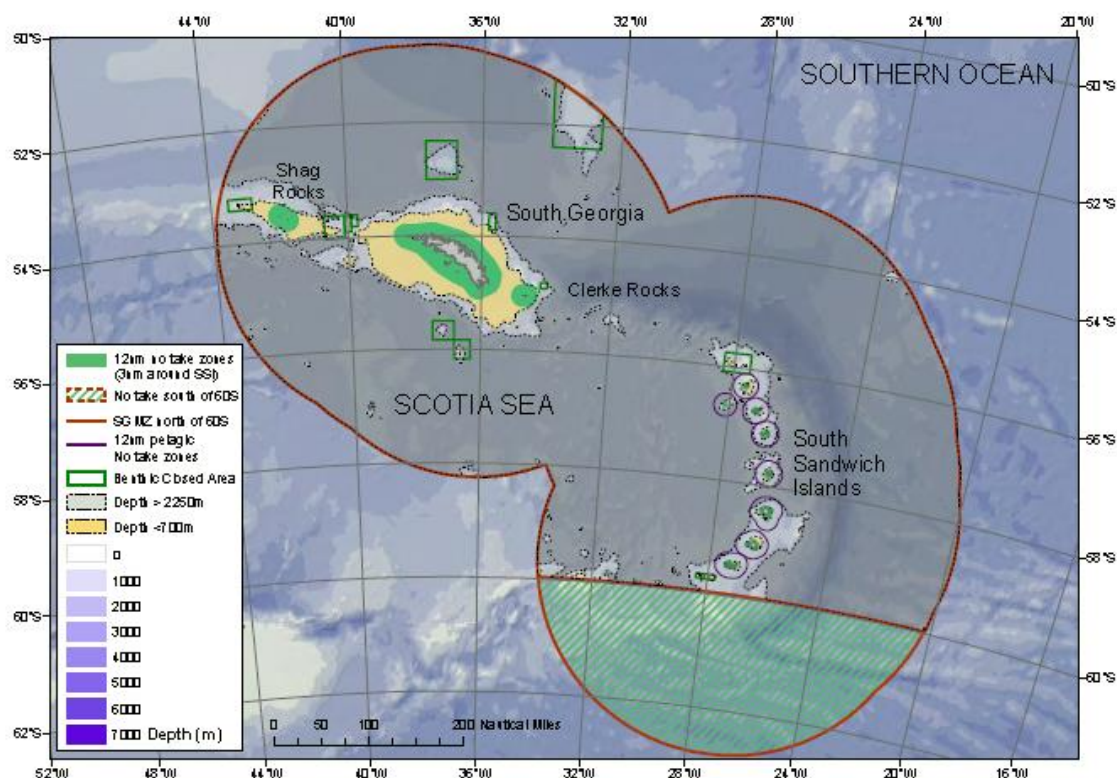 44°W 40°W 36°W 32°W 28°W 24°W 20°W
50°S 50°S
SOUTHERN OCEAN
52°S 52°S
Shag
Rocks
South Georgia
54°S 54°S
Clerke Rocks
12nm no take zones
(3nm around SSI)
No take south of 60S
SGMZ north of 60S
12nm pelagic
No take zones
Benthic Closed Area
Depth > 2250m
Depth <700m
0
1000
2000
3000
4000
5000
6000
7000 Depth (m)
56°S 56°S
SCOTIA SEA
South
Sandwich
Islands
58°S 58°S
60°S 60°S
0 50 100 200 Nautical Miles
62°S
52°W 48°W 44°W 40°W 36°W 32°W 28°W 24°W 20°W 16°W